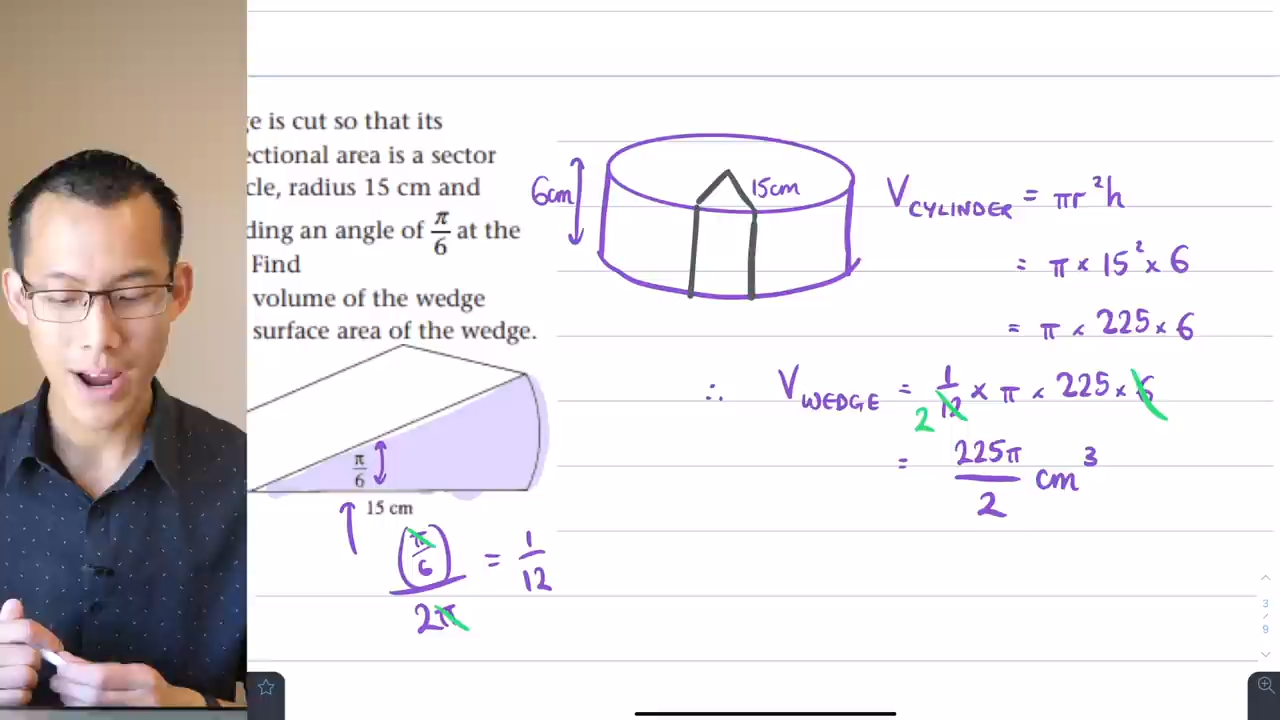 e is cut so that its
ectional area is a sector
cle, radius 15 cm and
ding an angle of π/6 at the
Find
volume of the wedge
surface area of the wedge.
π/6
15 cm
(π/6)/2π = 1/12
6cm
15cm
V CYLINDER = πr²h
= π × 15² × 6
= π × 225 × 6
∴ V WEDGE = 1/12 × π × 225 × 6
2
= 225π/2 cm³
3
/
9